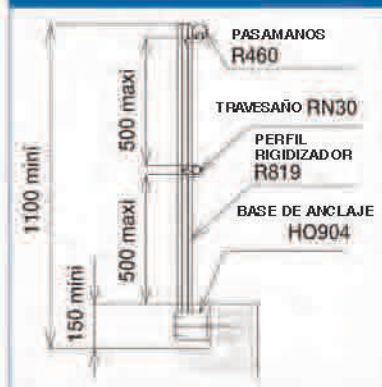 PASAMANOS
R460
500 maxi
TRAVESAÑO RN30
PERFIL
RIGIDIZADOR
R819
1100 mini
500 maxi
BASE DE ANCLAJE
HO904
150 mini